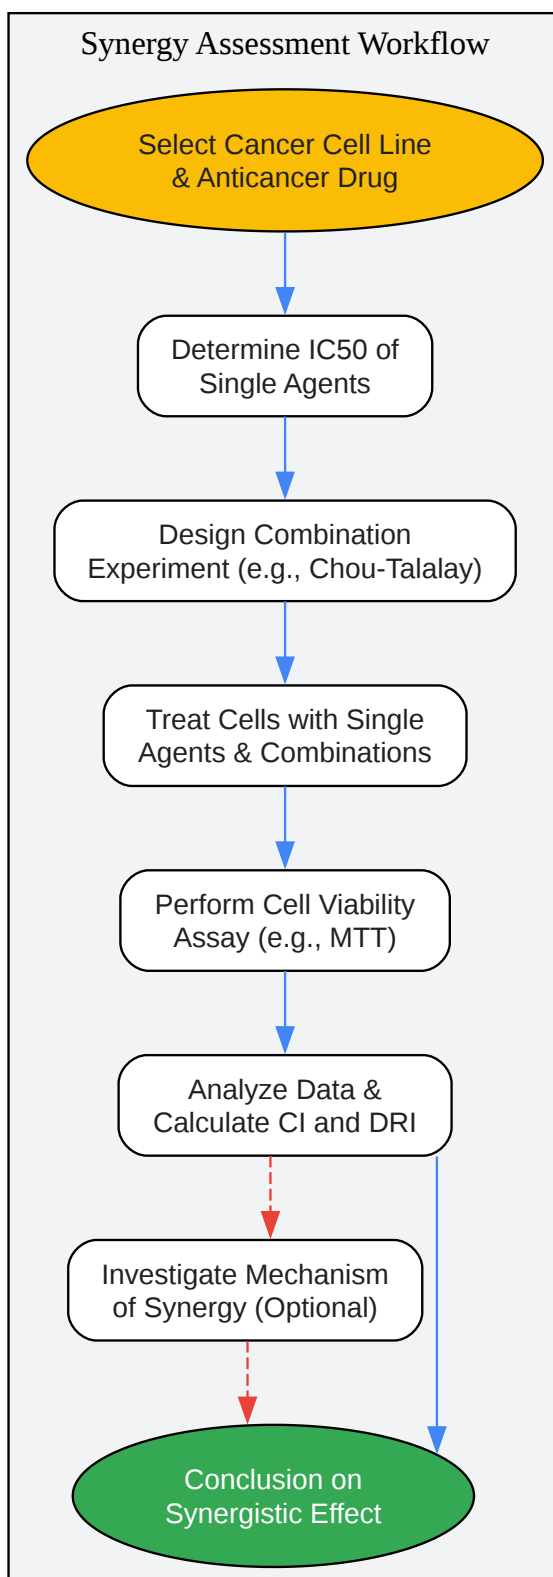 Synergy Assessment Workflow
Select Cancer Cell Line
& Anticancer Drug
Determine IC50 of
Single Agents
Design Combination
Experiment (e.g., Chou-Talalay)
Treat Cells with Single
Agents & Combinations
Perform Cell Viability
Assay (e.g., MTT)
Analyze Data &
Calculate CI and DRI
Investigate Mechanism
of Synergy (Optional)
Conclusion on
Synergistic Effect